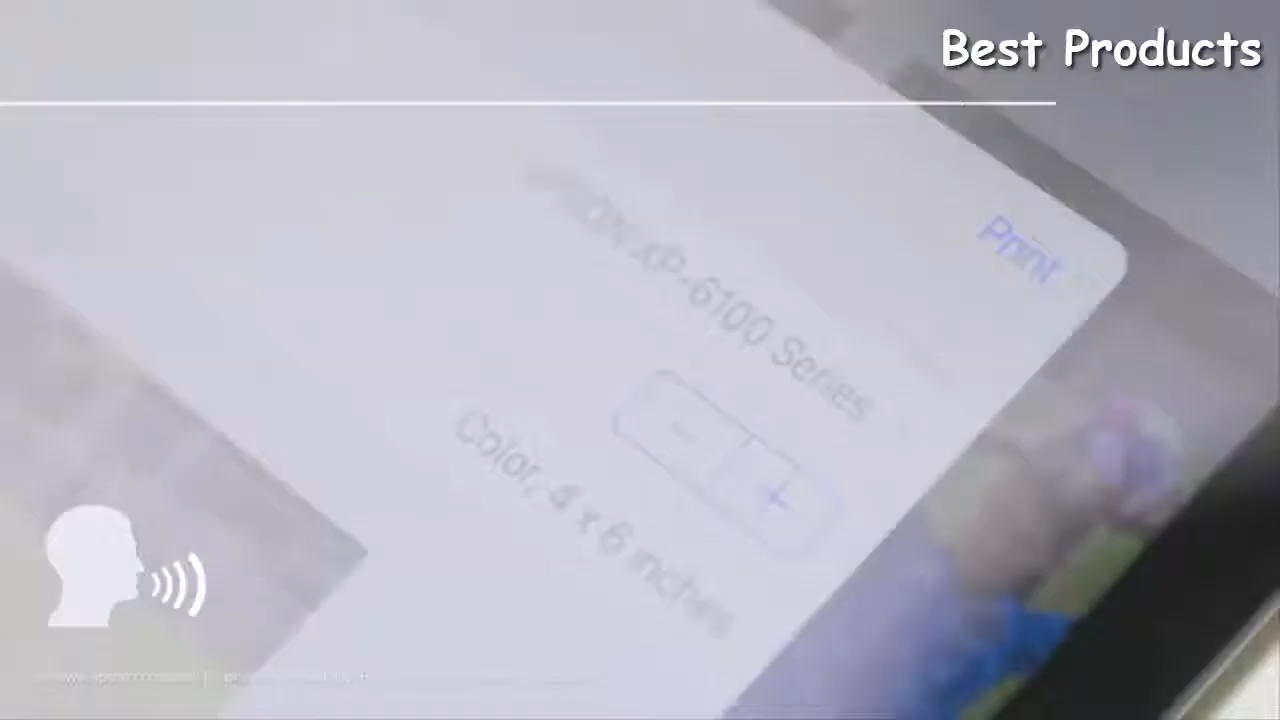 Best Products
Print
XP-6100 Series
Color, 4 x 6 inches